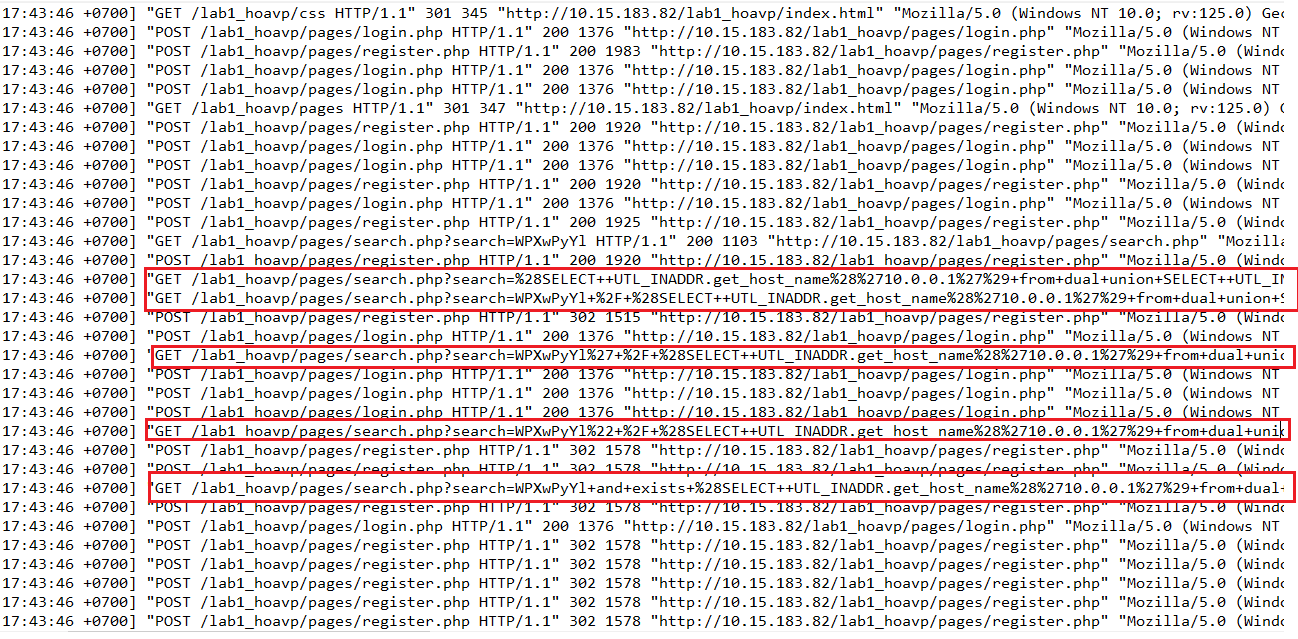 17:43:46 +0700] "GET /lab1_hoavp/css HTTP/1.1" 301 345 "http://10.15.183.82/lab1_hoavp/index.html" "Mozilla/5.0 (Windows NT 10.0; rv:125.0) Gec
17:43:46 +0700] "POST /lab1_hoavp/pages/login.php HTTP/1.1" 200 1376 "http://10.15.183.82/lab1_hoavp/pages/login.php" "Mozilla/5.0 (Windows NT
17:43:46 +0700] "POST /lab1_hoavp/pages/register.php HTTP/1.1" 200 1983 "http://10.15.183.82/lab1_hoavp/pages/register.php" "Mozilla/5.0 (Windo
17:43:46 +0700] "POST /lab1_hoavp/pages/login.php HTTP/1.1" 200 1376 "http://10.15.183.82/lab1_hoavp/pages/login.php" "Mozilla/5.0 (Windows NT
17:43:46 +0700] "POST /lab1_hoavp/pages/login.php HTTP/1.1" 200 1376 "http://10.15.183.82/lab1_hoavp/pages/login.php" "Mozilla/5.0 (Windows NT
17:43:46 +0700] "GET /lab1_hoavp/pages HTTP/1.1" 301 347 "http://10.15.183.82/lab1_hoavp/index.html" "Mozilla/5.0 (Windows NT 10.0; rv:125.0) G
17:43:46 +0700] "POST /lab1_hoavp/pages/register.php HTTP/1.1" 200 1920 "http://10.15.183.82/lab1_hoavp/pages/register.php" "Mozilla/5.0 (Windo
17:43:46 +0700] "POST /lab1_hoavp/pages/login.php HTTP/1.1" 200 1376 "http://10.15.183.82/lab1_hoavp/pages/login.php" "Mozilla/5.0 (Windows NT
17:43:46 +0700] "POST /lab1_hoavp/pages/login.php HTTP/1.1" 200 1376 "http://10.15.183.82/lab1_hoavp/pages/login.php" "Mozilla/5.0 (Windows NT
17:43:46 +0700] "POST /lab1_hoavp/pages/register.php HTTP/1.1" 200 1920 "http://10.15.183.82/lab1_hoavp/pages/register.php" "Mozilla/5.0 (Windo
17:43:46 +0700] "POST /lab1_hoavp/pages/login.php HTTP/1.1" 200 1376 "http://10.15.183.82/lab1_hoavp/pages/login.php" "Mozilla/5.0 (Windows NT
17:43:46 +0700] "POST /lab1_hoavp/pages/register.php HTTP/1.1" 200 1925 "http://10.15.183.82/lab1_hoavp/pages/register.php" "Mozilla/5.0 (Windo
17:43:46 +0700] "GET /lab1_hoavp/pages/search.php?search=WPXwPyYl HTTP/1.1" 200 1103 "http://10.15.183.82/lab1_hoavp/pages/search.php" "Mozilla
17:43:46 +0700] "POST /lab1_hoavp/pages/register.php HTTP/1.1" 200 1920 "http://10.15.183.82/lab1_hoavp/pages/register.php" "Mozilla/5.0 (Windo
17:43:46 +0700] "GET /lab1_hoavp/pages/search.php?search=%28SELECT++UTL_INADDR.get_host_name%28%2710.0.0.1%27%29+from+dual+union+SELECT++UTL_IN
17:43:46 +0700] "GET /lab1_hoavp/pages/search.php?search=WPXwPyYl+%2F+%28SELECT++UTL_INADDR.get_host_name%28%2710.0.0.1%27%29+from+dual+union+S
17:43:46 +0700] "POST /lab1_hoavp/pages/register.php HTTP/1.1" 302 1515 "http://10.15.183.82/lab1_hoavp/pages/register.php" "Mozilla/5.0 (Windo
17:43:46 +0700] "POST /lab1_hoavp/pages/login.php HTTP/1.1" 200 1376 "http://10.15.183.82/lab1_hoavp/pages/login.php" "Mozilla/5.0 (Windows NT
17:43:46 +0700] "GET /lab1_hoavp/pages/search.php?search=WPXwPyYl%27+%2F+%28SELECT++UTL_INADDR.get_host_name%28%2710.0.0.1%27%29+from+dual+unic
17:43:46 +0700] "POST /lab1_hoavp/pages/login.php HTTP/1.1" 200 1376 "http://10.15.183.82/lab1_hoavp/pages/login.php" "Mozilla/5.0 (Windows NT
17:43:46 +0700] "POST /lab1_hoavp/pages/login.php HTTP/1.1" 200 1376 "http://10.15.183.82/lab1_hoavp/pages/login.php" "Mozilla/5.0 (Windows NT
17:43:46 +0700] "POST /lab1_hoavp/pages/login.php HTTP/1.1" 200 1376 "http://10.15.183.82/lab1_hoavp/pages/login.php" "Mozilla/5.0 (Windows NT
17:43:46 +0700] "GET /lab1_hoavp/pages/search.php?search=WPXwPyYl%22+%2F+%28SELECT++UTL_INADDR.get_host_name%28%2710.0.0.1%27%29+from+dual+unic
17:43:46 +0700] "POST /lab1_hoavp/pages/register.php HTTP/1.1" 302 1578 "http://10.15.183.82/lab1_hoavp/pages/register.php" "Mozilla/5.0 (Windo
17:43:46 +0700] "POST /lab1_hoavp/pages/register.php HTTP/1.1" 302 1578 "http://10.15.183.82/lab1_hoavp/pages/register.php" "Mozilla/5.0 (Windo
17:43:46 +0700] "GET /lab1_hoavp/pages/search.php?search=WPXwPyYl+and+exists+%28SELECT++UTL_INADDR.get_host_name%28%2710.0.0.1%27%29+from+dual+
17:43:46 +0700] "POST /lab1_hoavp/pages/register.php HTTP/1.1" 302 1578 "http://10.15.183.82/lab1_hoavp/pages/register.php" "Mozilla/5.0 (Windo
17:43:46 +0700] "POST /lab1_hoavp/pages/login.php HTTP/1.1" 200 1376 "http://10.15.183.82/lab1_hoavp/pages/login.php" "Mozilla/5.0 (Windows NT
17:43:46 +0700] "POST /lab1_hoavp/pages/register.php HTTP/1.1" 302 1578 "http://10.15.183.82/lab1_hoavp/pages/register.php" "Mozilla/5.0 (Windo
17:43:46 +0700] "POST /lab1_hoavp/pages/register.php HTTP/1.1" 302 1578 "http://10.15.183.82/lab1_hoavp/pages/register.php" "Mozilla/5.0 (Windo
17:43:46 +0700] "POST /lab1_hoavp/pages/register.php HTTP/1.1" 302 1578 "http://10.15.183.82/lab1_hoavp/pages/register.php" "Mozilla/5.0 (Windo
17:43:46 +0700] "POST /lab1_hoavp/pages/register.php HTTP/1.1" 302 1578 "http://10.15.183.82/lab1_hoavp/pages/register.php" "Mozilla/5.0 (Windo
17:43:46 +0700] "POST /lab1_hoavp/pages/register.php HTTP/1.1" 302 1578 "http://10.15.183.82/lab1_hoavp/pages/register.php" "Mozilla/5.0 (Windo